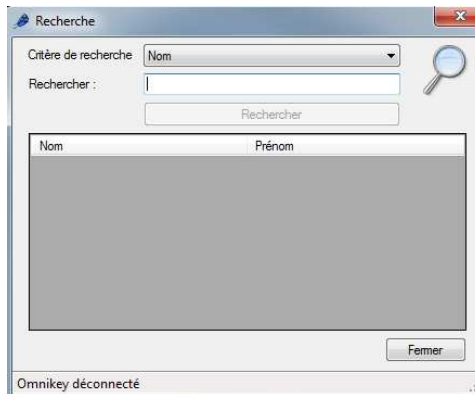 Recherche
Critère de recherche Nom
Rechercher :
Rechercher
Nom Prénom
Fermer
Omnikey déconnecté